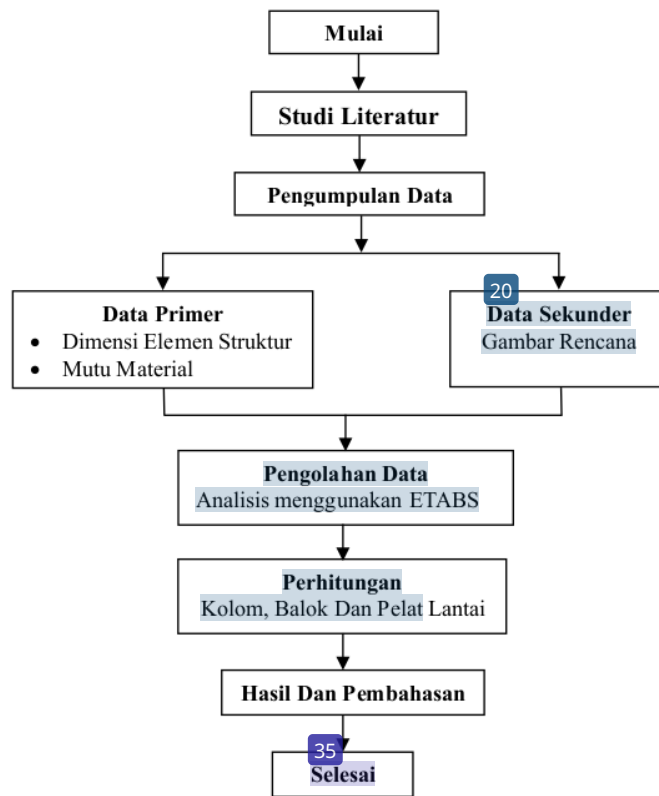 Mulai
Studi Literatur
Pengumpulan Data
Data Primer
• Dimensi Elemen Struktur
• Mutu Material
20
Data Sekunder
Gambar Rencana
Pengolahan Data
Analisis menggunakan ETABS
Perhitungan
Kolom, Balok Dan Pelat Lantai
Hasil Dan Pembahasan
35
Selesai